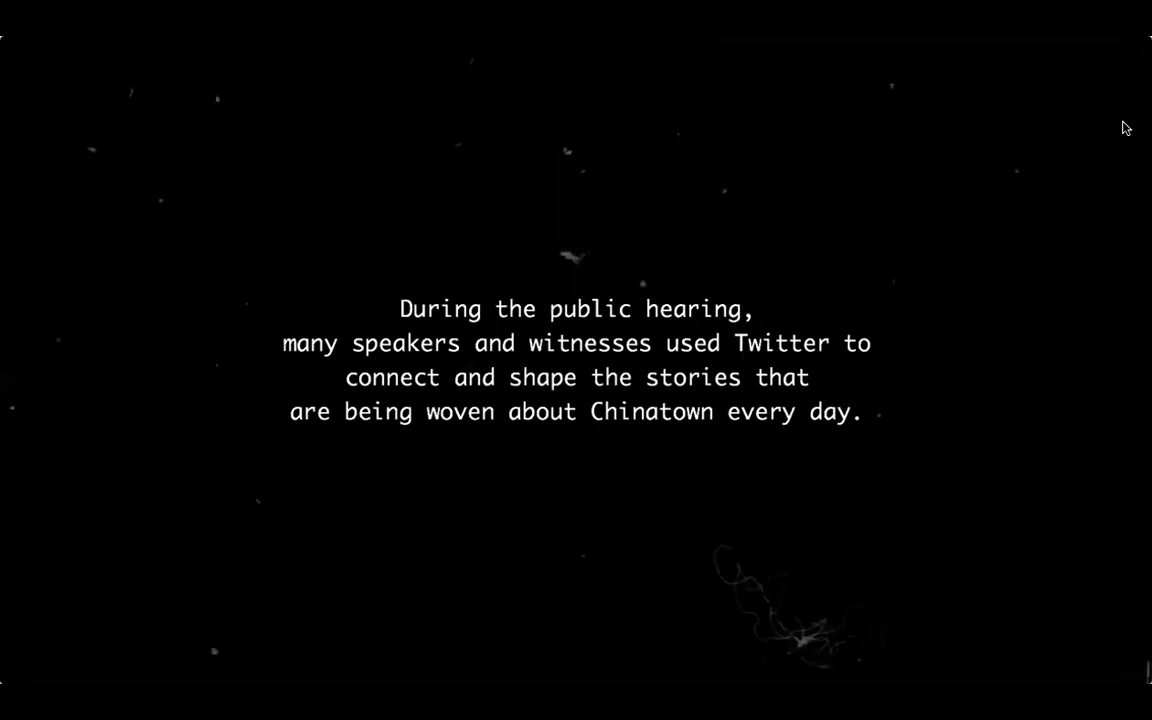 During the public hearing,
many speakers and witnesses used Twitter to
connect and shape the stories that
are being woven about Chinatown every day.